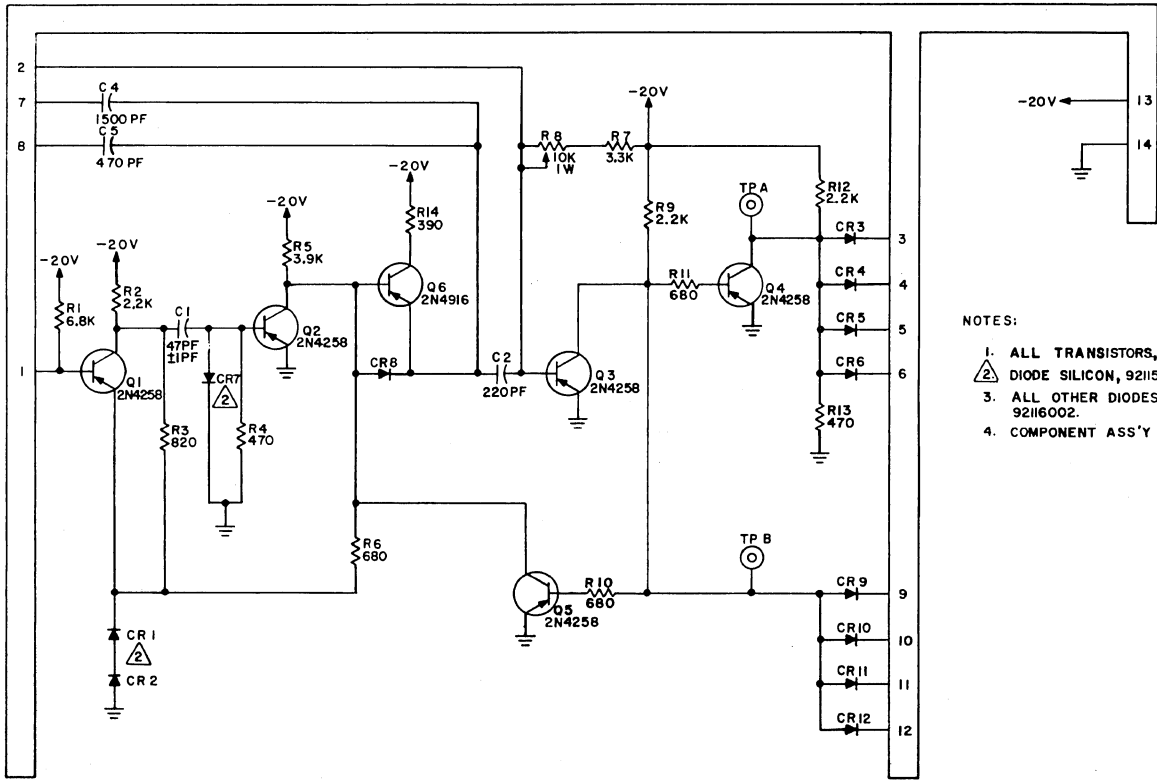 2
7
8
1
C4
1500 PF
C5
470 PF
-20V
R1
6.8K
-20V
R2
2.2K
Q1
2N4258
C1
47PF
±1PF
R3
820
CR7
2
R4
470
-20V
R5
3.9K
Q2
2N4258
-20V
R14
390
Q6
2N4916
CR8
C2
220PF
R6
680
CR1
2
CR2
R8
10K
1W
R7
3.3K
-20V
R9
2.2K
Q3
2N4258
R11
680
TP A
Q4
2N4258
R12
2.2K
CR3
3
CR4
4
CR5
5
CR6
6
R13
470
Q5
2N4258
R10
680
TP B
CR9
9
CR10
10
CR11
11
CR12
12
-20V
13
14
NOTES:
1. ALL TRANSISTORS,
2. DIODE SILICON, 92115
3. ALL OTHER DIODES
92116002.
4. COMPONENT ASS'Y